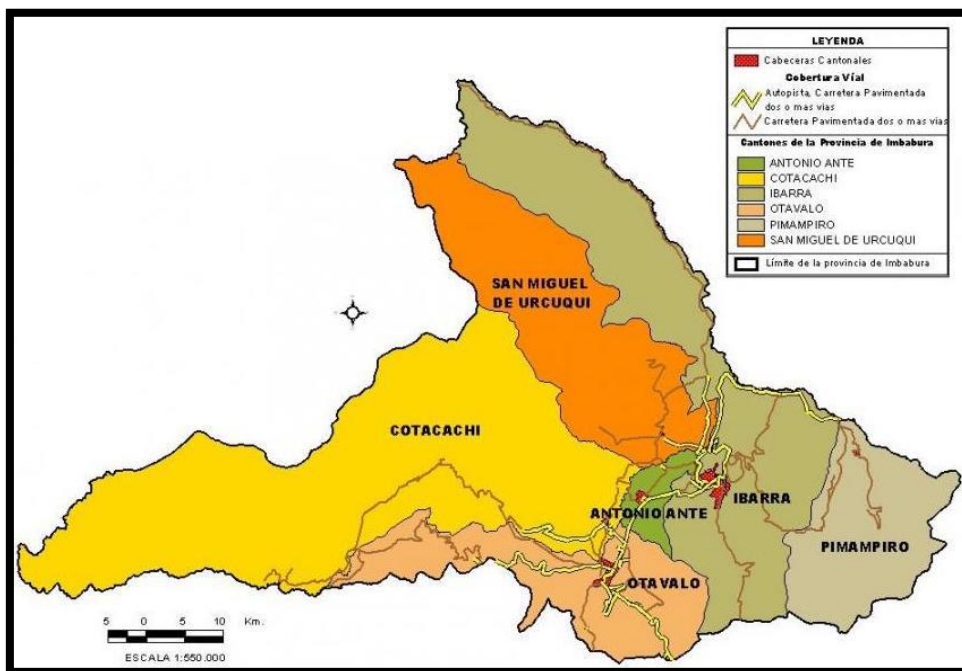 LEYENDA
Cabeceras Cantonales
Cobertura Víal
Autopista, Carretera Pavimentada
dos o mas vias
Carretera Pavimentada dos o mas vias
Cantones de la Provincia de Imbabura
ANTONIO ANTE
COTACACHI
IBARRA
OTAVALO
PIMAMPIRO
SAN MIGUEL DE URCUQUI
Límite de la provincia de Imbabura
SAN MIGUEL
DE URCUQUI
COTACACHI
IBARRA
ANTONIO ANTE
PIMAMPIRO
OTAVALO
5 0 5 10 Km.
ESCALA 1:550.000